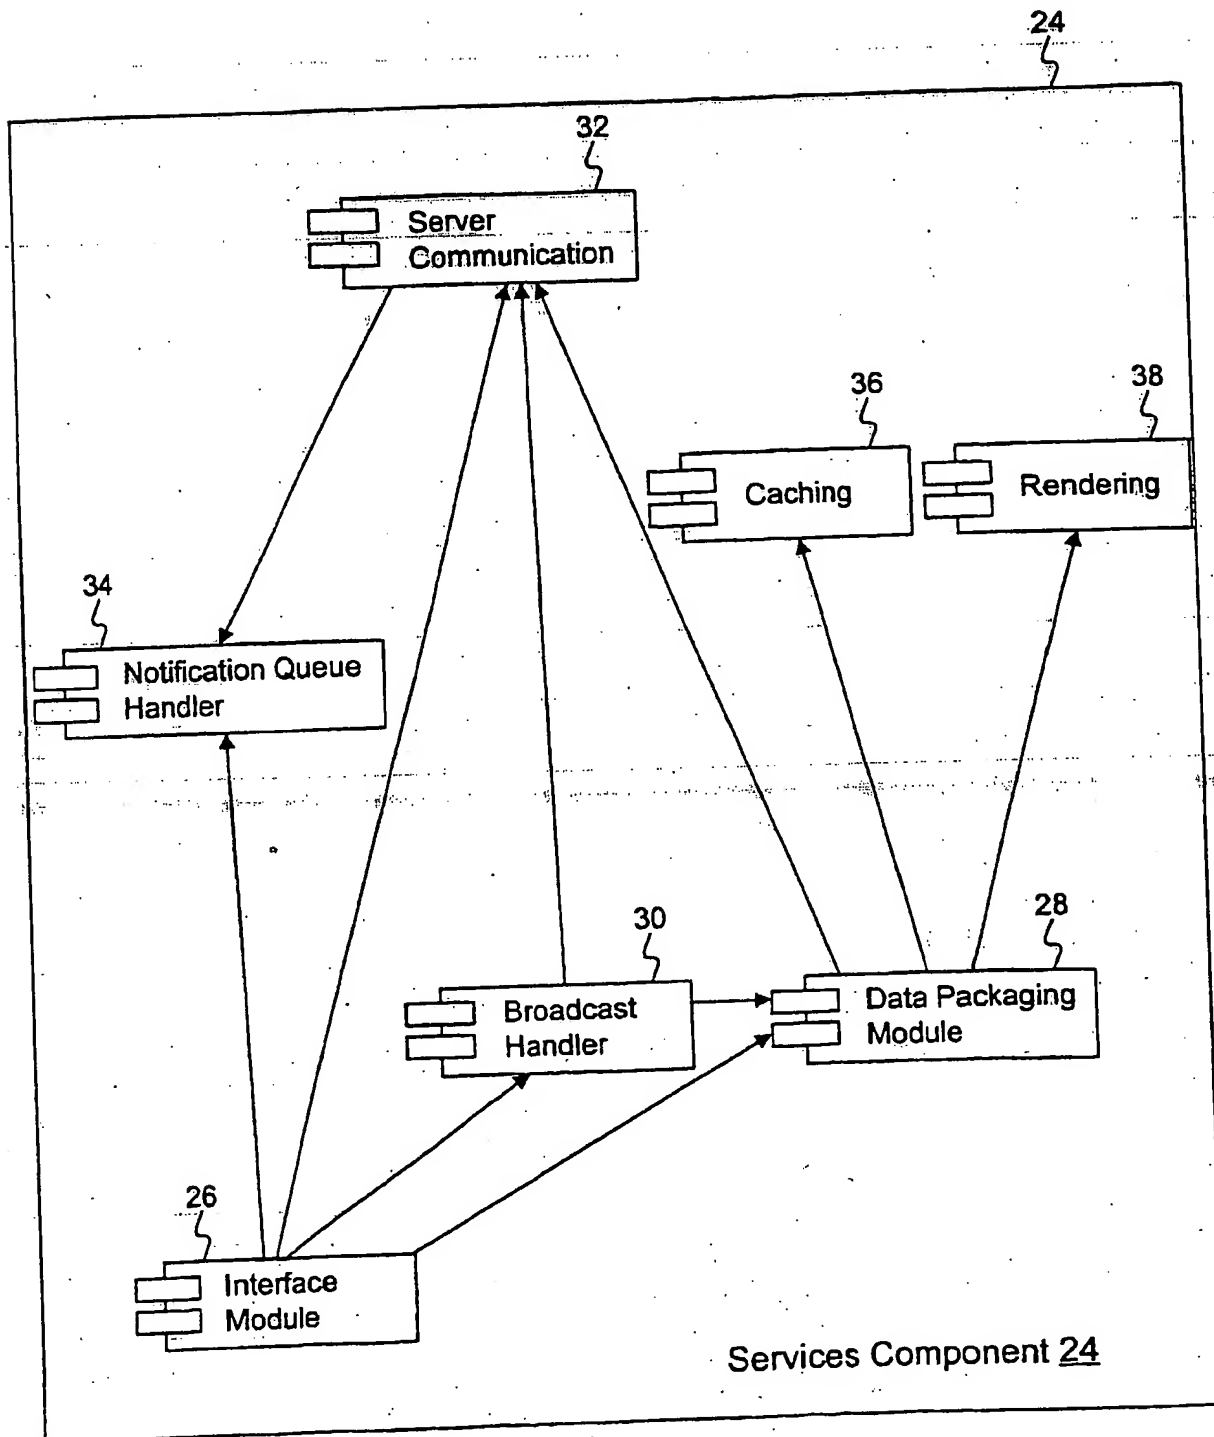 24
32
Server
Communication
36
38
Caching
Rendering
34
Notification Queue
Handler
30
28
Broadcast
Handler
Data Packaging
Module
26
Interface
Module
Services Component 24